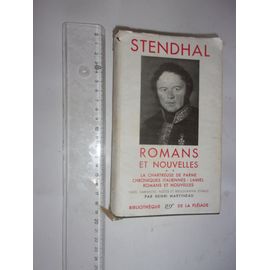 STENDHAL
ROMANS
ET NOUVELLES
LA CHARTREUSE DE PARME
CHRONIQUES ITALIENNES - LAMIEL
ROMANS ET NOUVELLES
PAR HENRI MARTINEAU
BIBLIOTHÈQUE nrf DE LA PLÉIADE